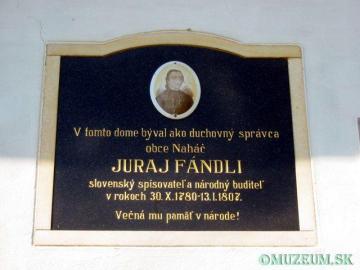 V tomto dome býval ako duchovný správca
obce Naháč
JURAJ FÁNDLI
slovenský spisovateľ a národný buditeľ
v rokoch 30. X. 1780-13. I. 1807.
Večná mu pamäť v národe!
©MUZEUM.SK